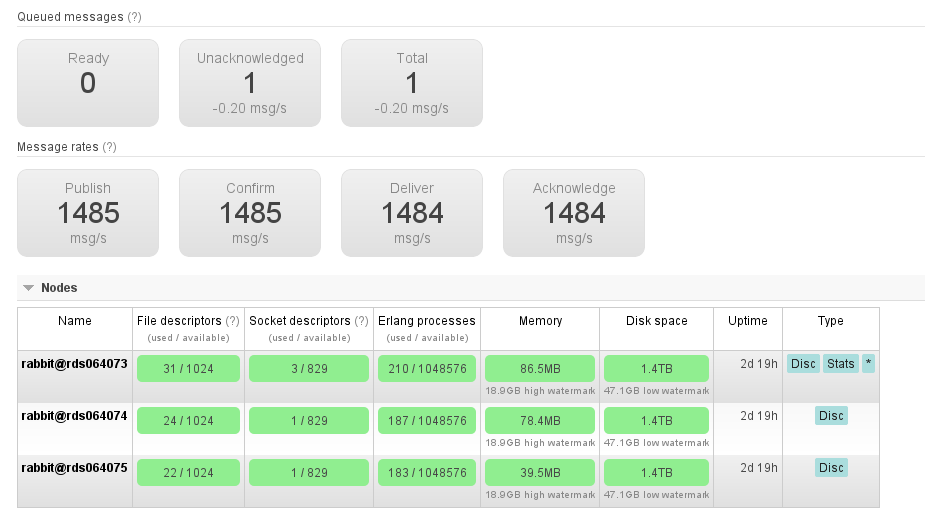 Queued messages (?)
Ready Unacknowledged Total
0 1 1
-0.20 msg/s -0.20 msg/s
Message rates (?)
Publish Confirm Deliver Acknowledge
1485 1485 1484 1484
msg/s msg/s msg/s msg/s
Nodes
Name File descriptors (?) Socket descriptors (?) Erlang processes Memory Disk space Uptime Type
(used / available) (used / available) (used / available)
rabbit@rds064073 31 / 1024 3 / 829 210 / 1048576 86.5MB 1.4TB 2d 19h Disc Stats *
18.9GB high watermark 47.1GB low watermark
rabbit@rds064074 24 / 1024 1 / 829 187 / 1048576 78.4MB 1.4TB 2d 19h Disc
18.9GB high watermark 47.1GB low watermark
rabbit@rds064075 22 / 1024 1 / 829 183 / 1048576 39.5MB 1.4TB 2d 19h Disc
18.9GB high watermark 47.1GB low watermark